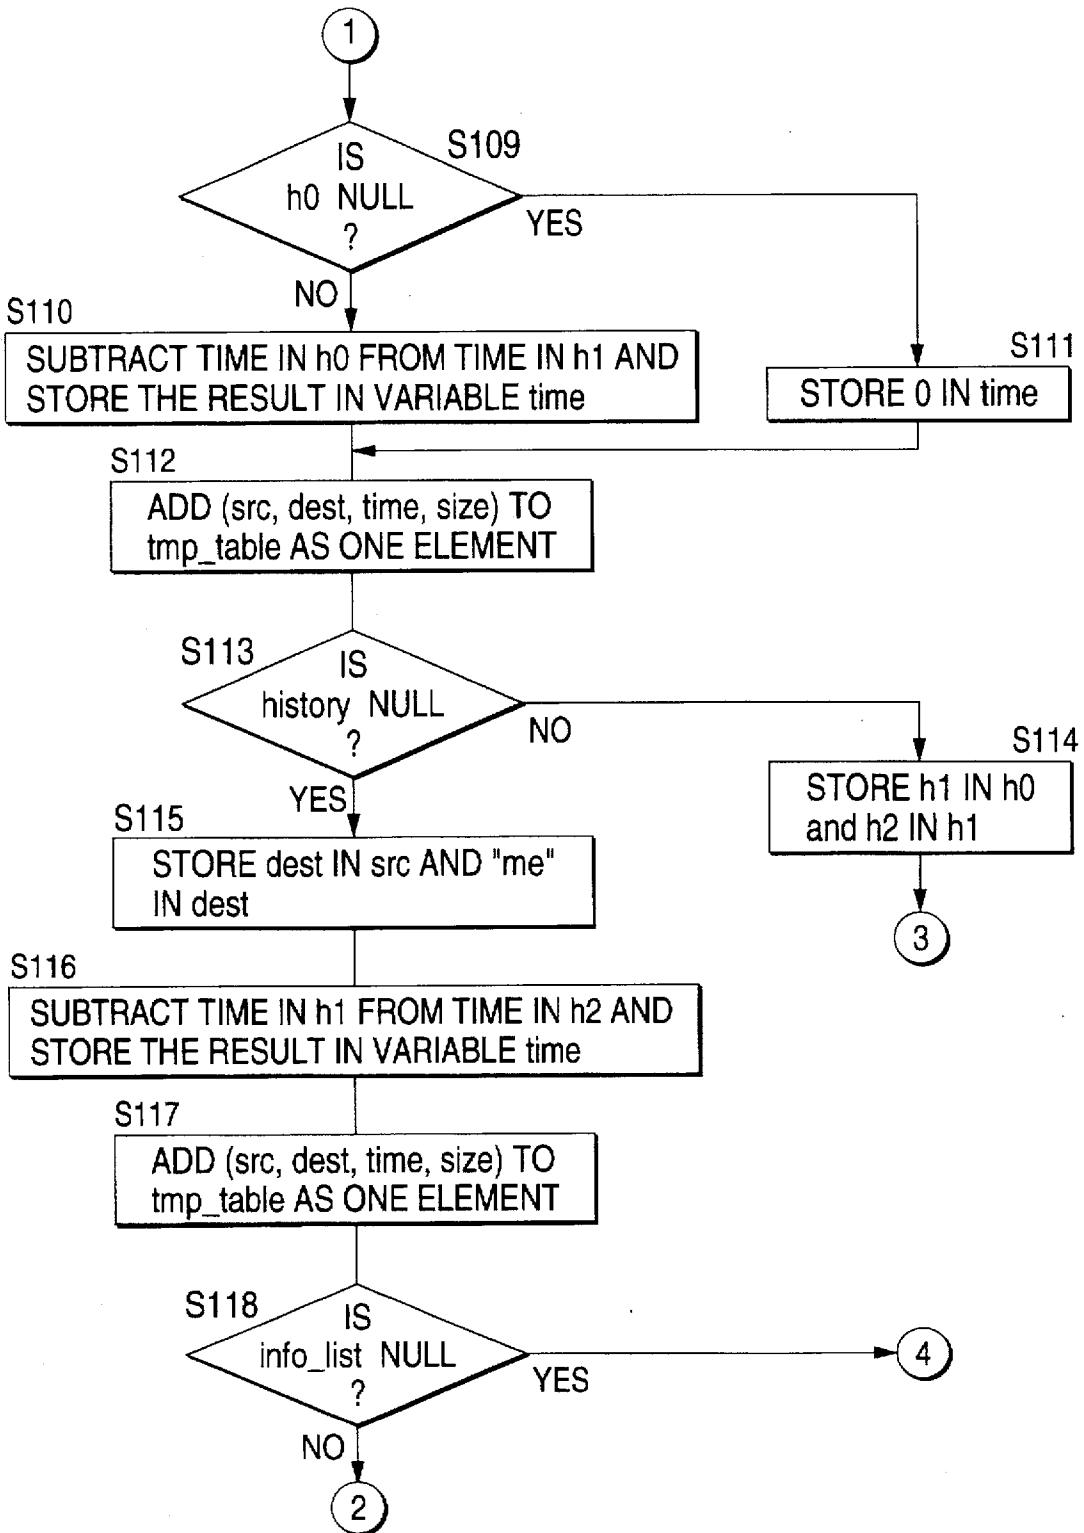 1
S109
IS
h0 NULL
?
YES
NO
S110
SUBTRACT TIME IN h0 FROM TIME IN h1 AND
STORE THE RESULT IN VARIABLE time
S111
STORE 0 IN time
S112
ADD (src, dest, time, size) TO
tmp_table AS ONE ELEMENT
S113
IS
history NULL
?
NO
YES
S114
STORE h1 IN h0
and h2 IN h1
3
S115
STORE dest IN src AND "me"
IN dest
S116
SUBTRACT TIME IN h1 FROM TIME IN h2 AND
STORE THE RESULT IN VARIABLE time
S117
ADD (src, dest, time, size) TO
tmp_table AS ONE ELEMENT
S118
IS
info_list NULL
?
YES
4
NO
2